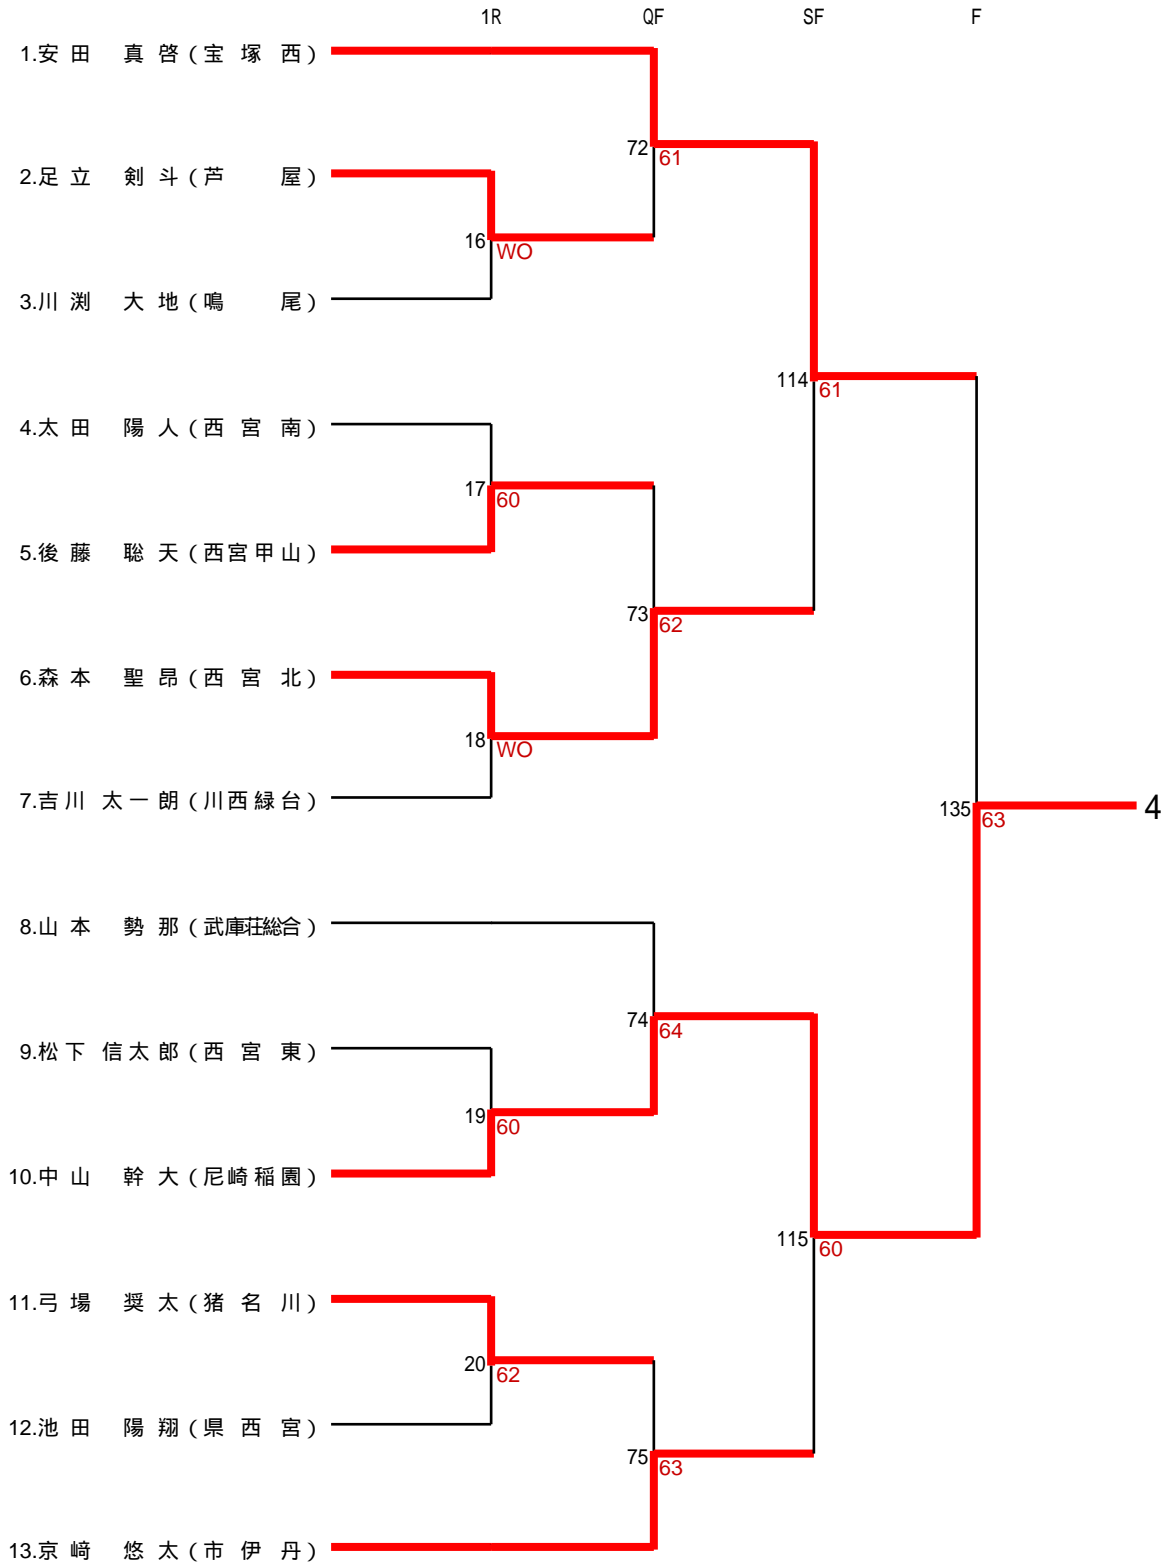 1R QF SF F
1.安田 真啓(宝塚西)
72 61
2.足立 剣斗(芦屋)
16 WO
3.川渕 大地(鳴尾)
114 61
4.太田 陽人(西宮南)
17 60
5.後藤 聡天(西宮甲山)
73 62
6.森本 聖昂(西宮北)
18 WO
7.吉川 太一朗(川西緑台)
135 63 4
8.山本 勢那(武庫荘総合)
74 64
9.松下 信太郎(西宮東)
19 60
10.中山 幹大(尼崎稲園)
115 60
11.弓場 奨太(猪名川)
20 62
12.池田 陽翔(県西宮)
75 63
13.京﨑 悠太(市伊丹)